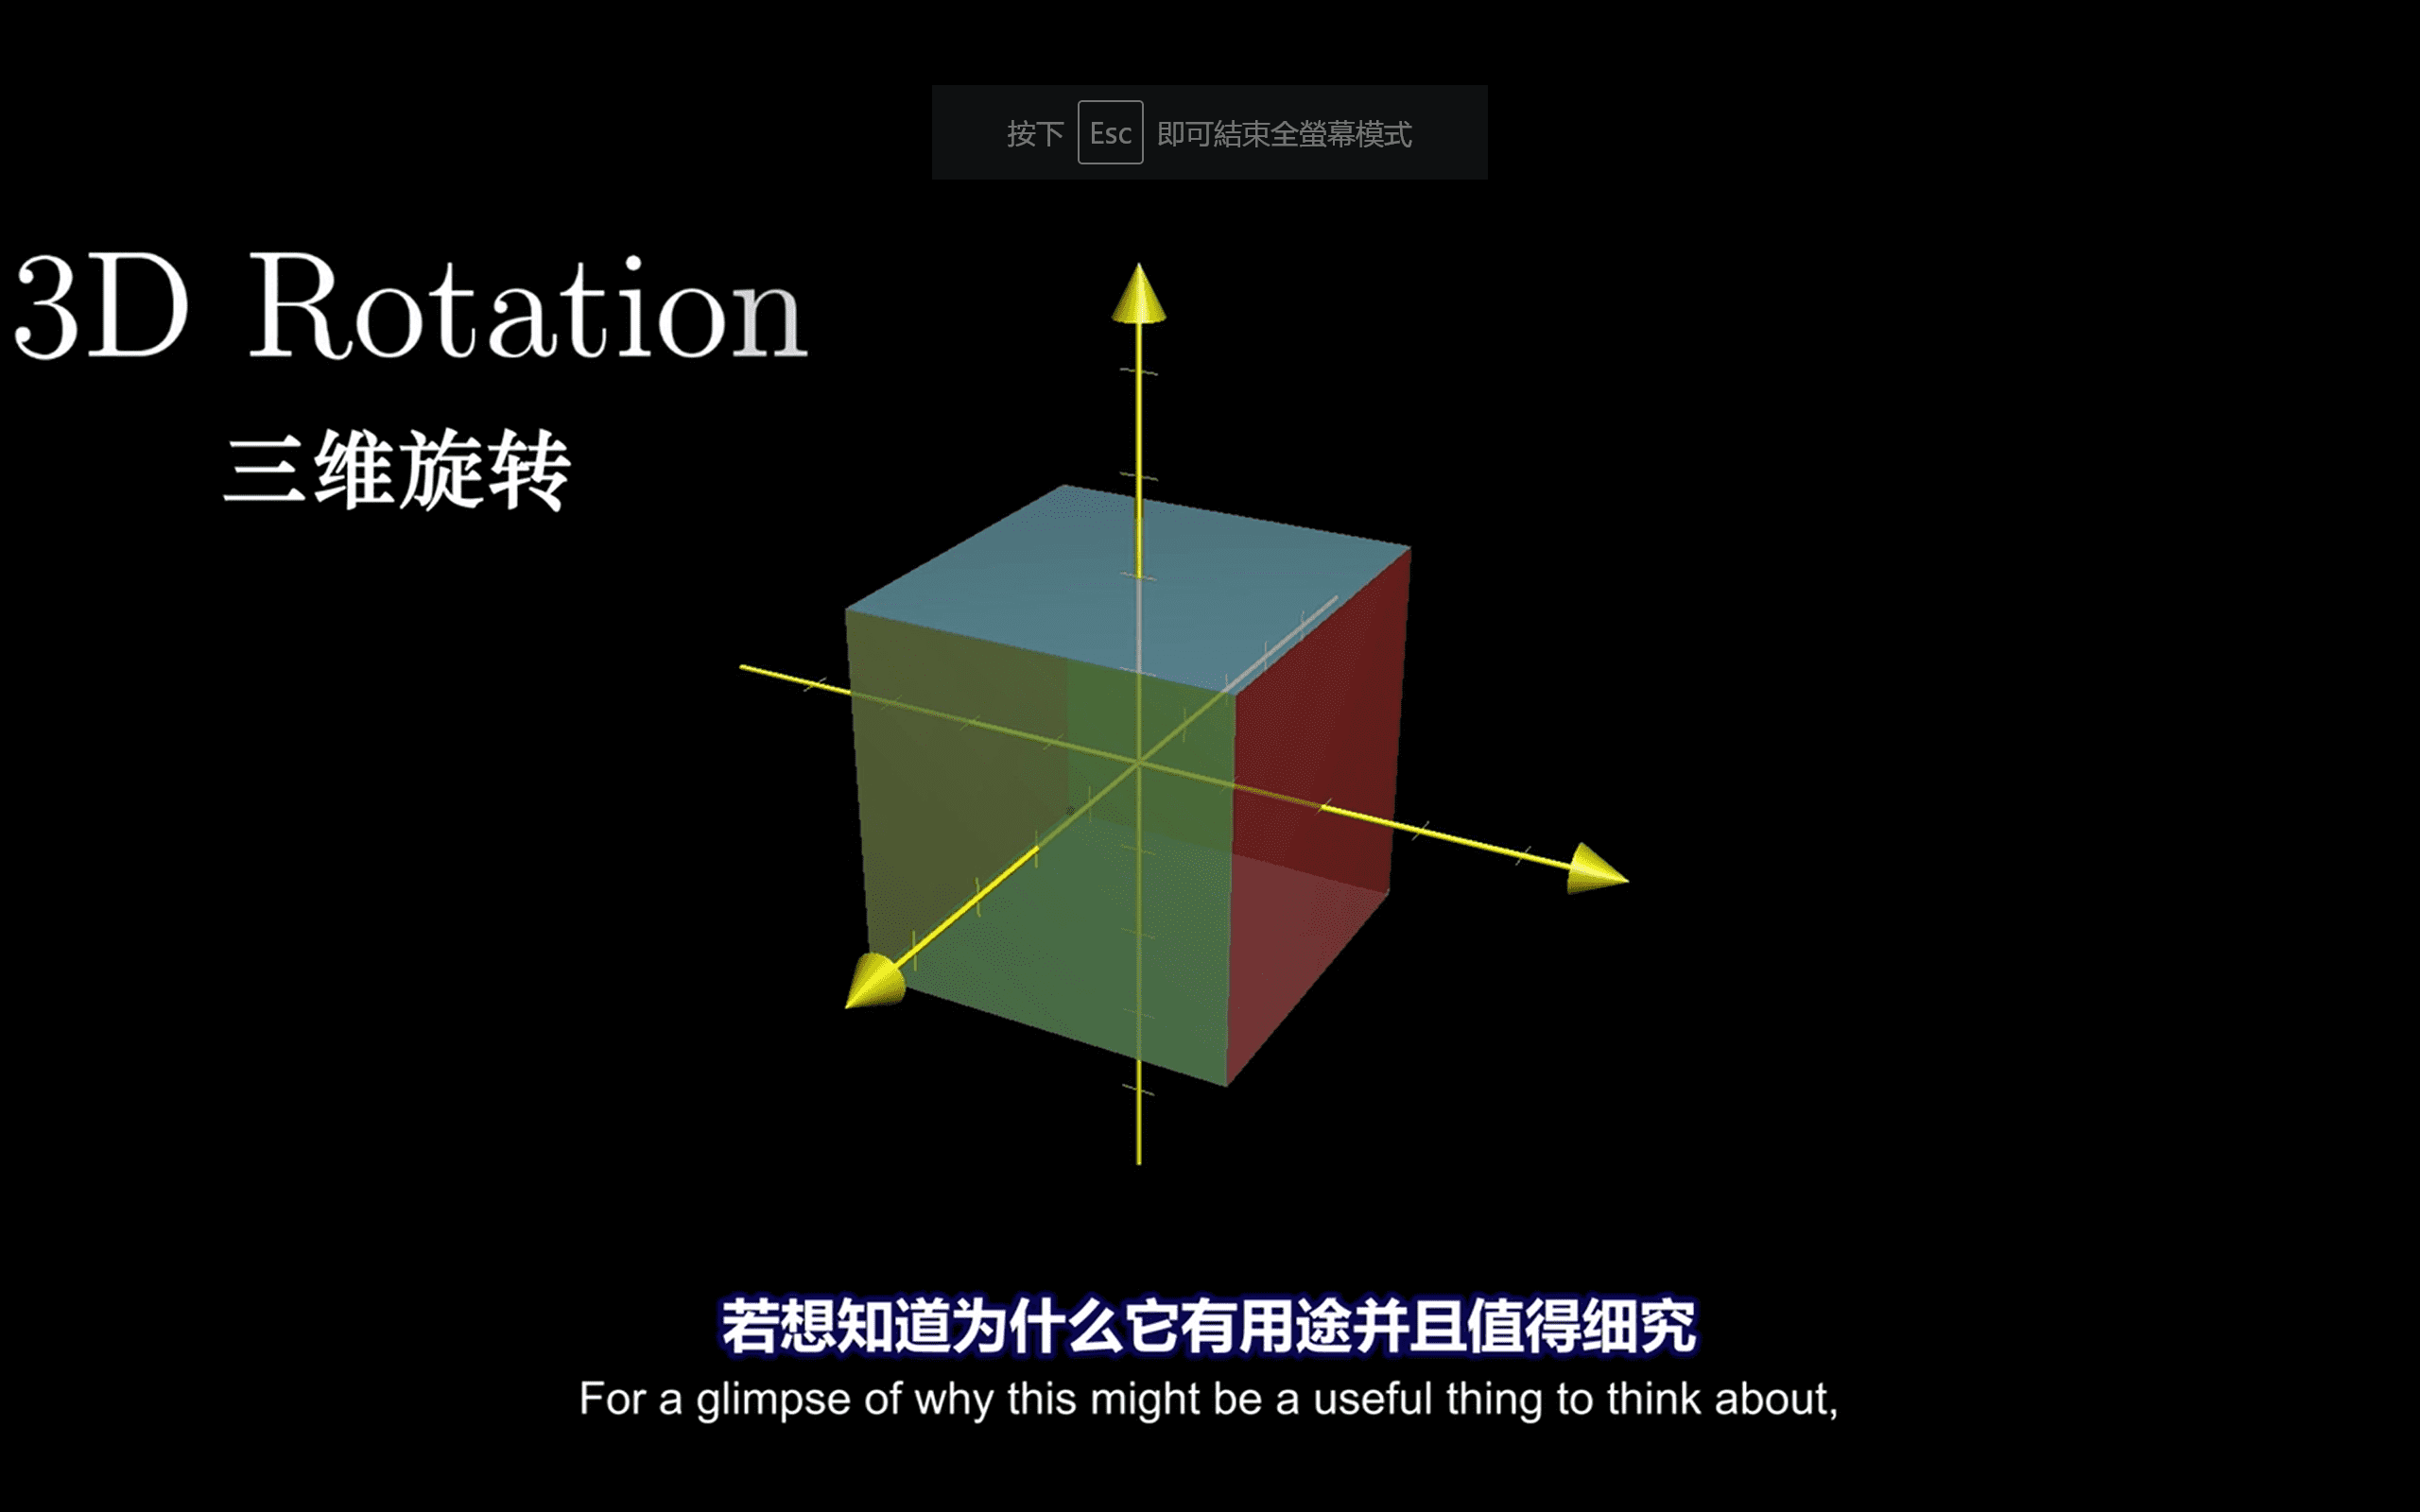 按下 Esc 即可結束全螢幕模式
3D Rotation
三维旋转
若想知道为什么它有用途并且值得细究
For a glimpse of why this might be a useful thing to think about,